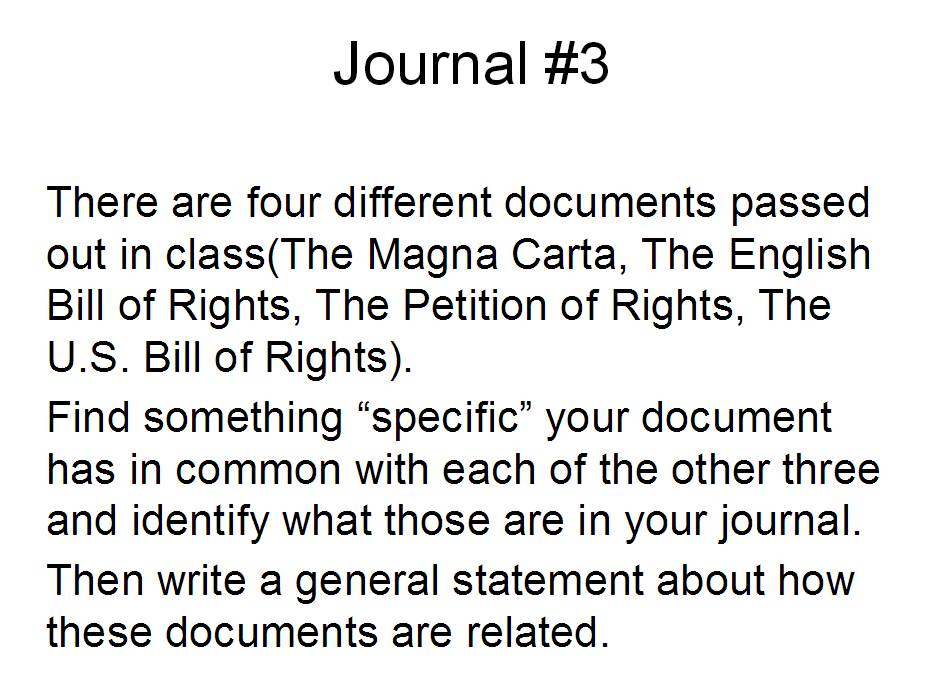 Journal #3
There are four different documents passed
out in class(The Magna Carta, The English
Bill of Rights, The Petition of Rights, The
U.S. Bill of Rights).
Find something “specific” your document
has in common with each of the other three
and identify what those are in your journal.
Then write a general statement about how
these documents are related.